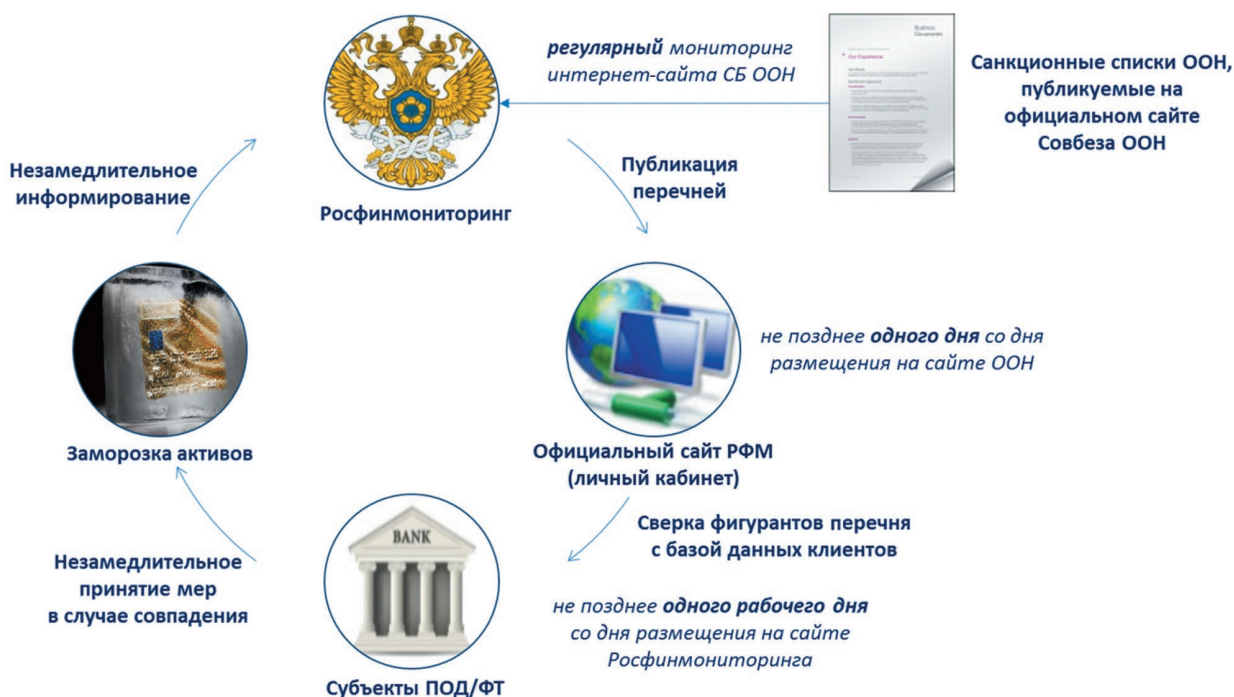 регулярный мониторинг
интернет-сайта СБ ООН
Business
Documents
Санкционные списки ООН,
публикуемые на
официальном сайте
Совбеза ООН
Незамедлительное
информирование
Росфинмониторинг
Публикация
перечней
не позднее одного дня со дня
размещения на сайте ООН
Заморозка активов
Официальный сайт РФМ
(личный кабинет)
Сверка фигурантов перечня
с базой данных клиентов
BANK
Незамедлительное
принятие мер
в случае совпадения
не позднее одного рабочего дня
со дня размещения на сайте
Росфинмониторинга
Субъекты ПОД/ФТ